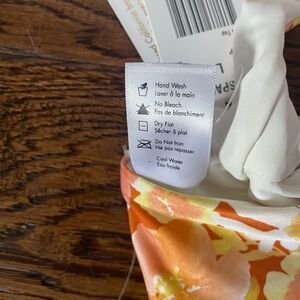 Hand Wash
Laver à la main
No Bleach
Pas de blanchiment
Dry Flat
Sécher à plat
Do Not Iron
Ne pas repasser
Cool Water
Eau froide